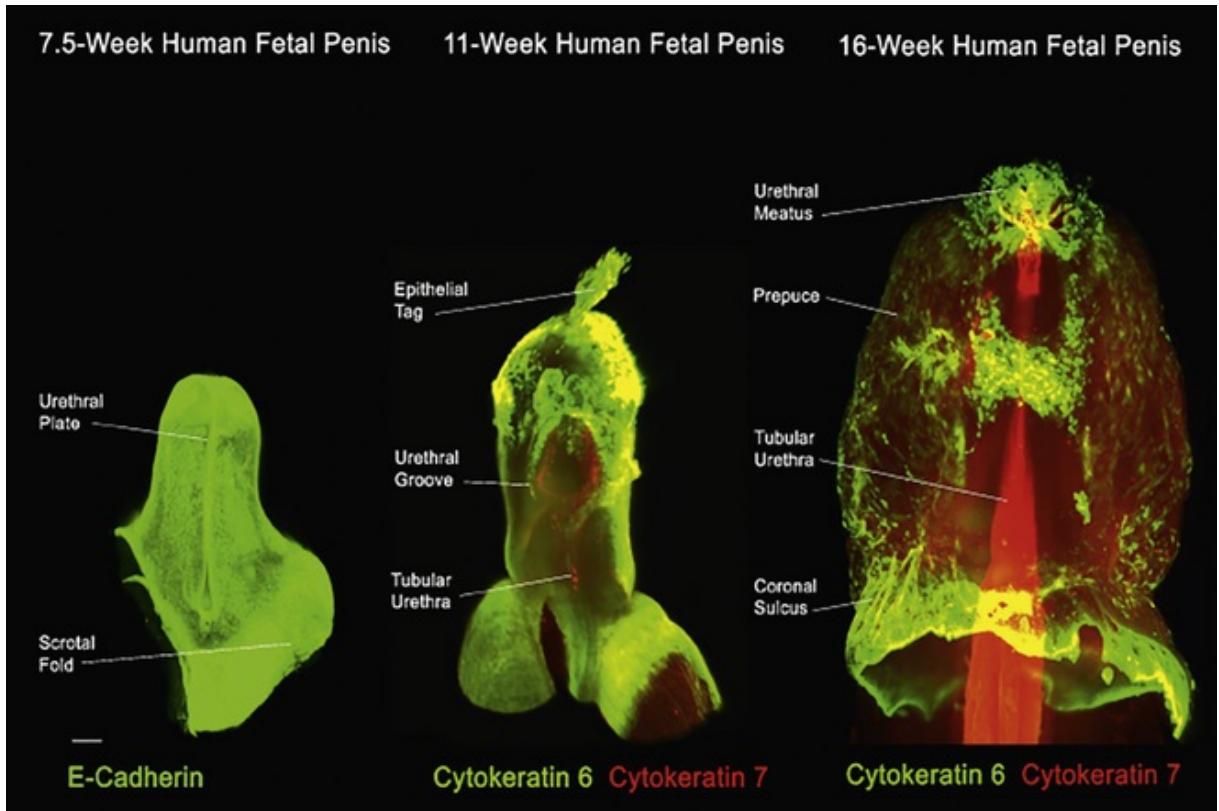 7.5-Week Human Fetal Penis
11-Week Human Fetal Penis
16-Week Human Fetal Penis
Urethral
Plate
Scrotal
Fold
E-Cadherin
Epithelial
Tag
Urethral
Groove
Tubular
Urethra
Cytokeratin 6 Cytokeratin 7
Urethral
Meatus
Prepuce
Tubular
Urethra
Coronal
Sulcus
Cytokeratin 6 Cytokeratin 7